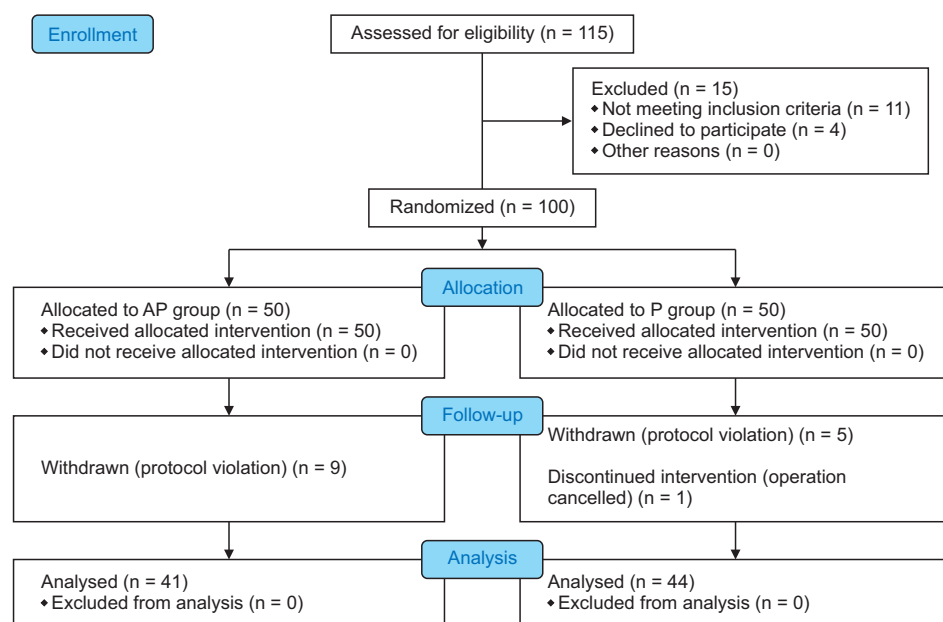 Enrollment
Assessed for eligibility (n = 115)
Excluded (n = 15)
◆ Not meeting inclusion criteria (n = 11)
◆ Declined to participate (n = 4)
◆ Other reasons (n = 0)
Randomized (n = 100)
Allocation
Allocated to AP group (n = 50)
◆ Received allocated intervention (n = 50)
◆ Did not receive allocated intervention (n = 0)
Allocated to P group (n = 50)
◆ Received allocated intervention (n = 50)
◆ Did not receive allocated intervention (n = 0)
Follow-up
Withdrawn (protocol violation) (n = 9)
Withdrawn (protocol violation) (n = 5)
Discontinued intervention (operation
cancelled) (n = 1)
Analysis
Analysed (n = 41)
◆ Excluded from analysis (n = 0)
Analysed (n = 44)
◆ Excluded from analysis (n = 0)